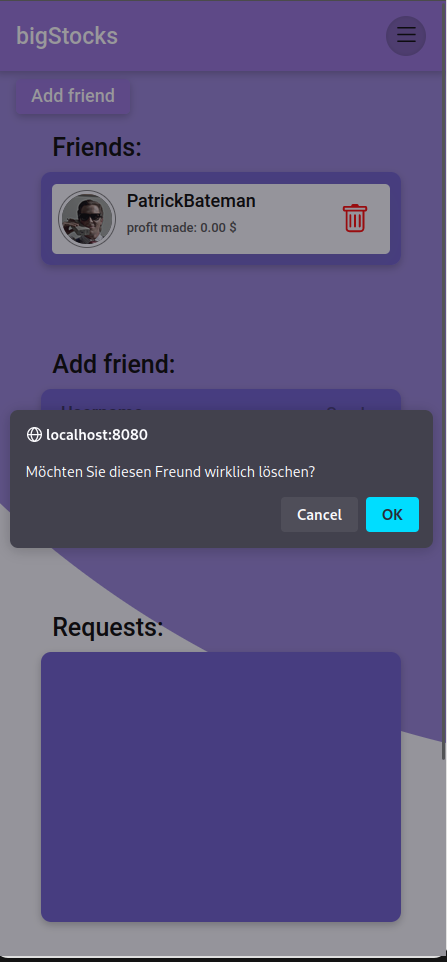 bigStocks
Add friend
Friends:
PatrickBateman
profit made: 0.00 $
Add friend:
localhost:8080
Möchten Sie diesen Freund wirklich löschen?
Cancel
OK
Requests: